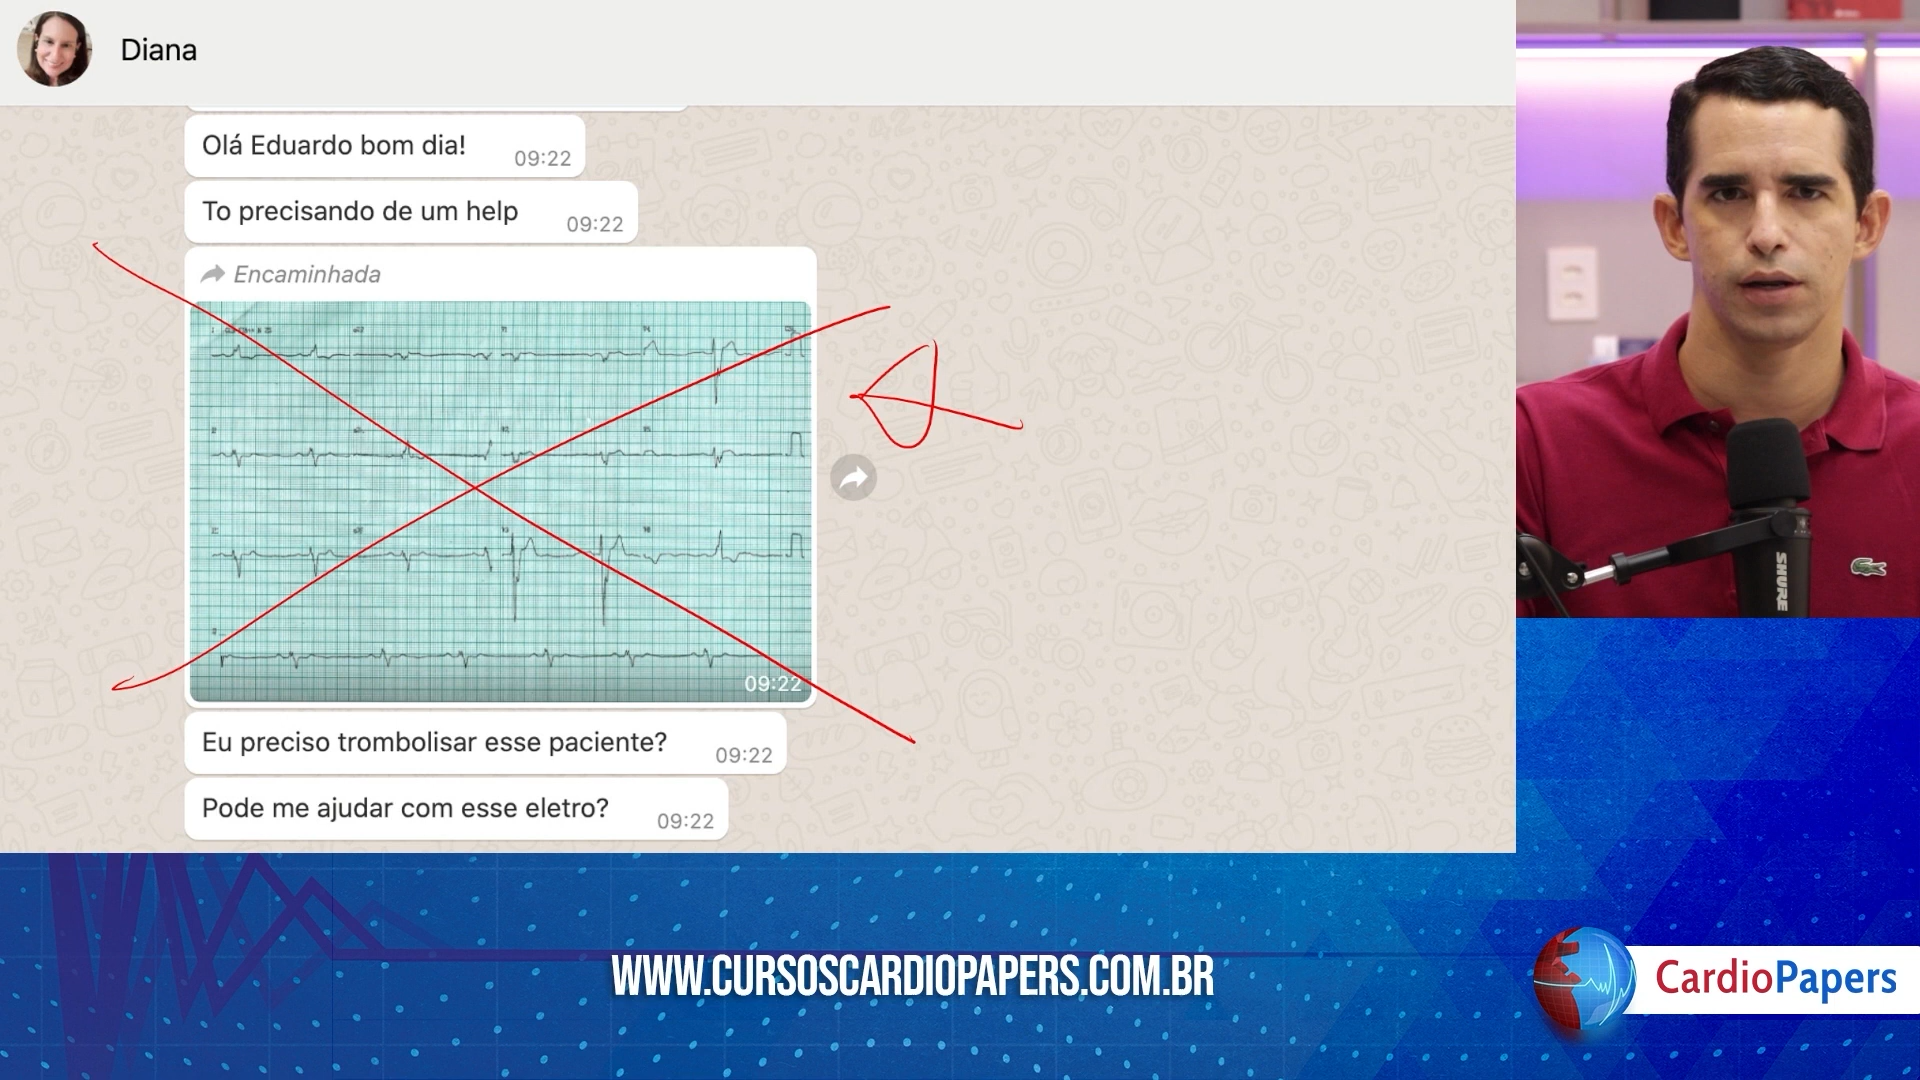 Diana
Olá Eduardo bom dia!
09:22
To precisando de um help
09:22
Encaminhada
09:22
Eu preciso trombolisar esse paciente?
09:22
Pode me ajudar com esse eletro?
09:22
SHURE
WWW.CURSOSCARDIOPAPERS.COM.BR
CardioPapers